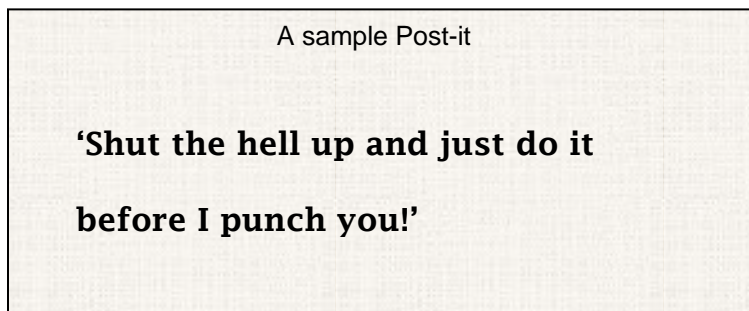 A sample Post-it
‘Shut the hell up and just do it
before I punch you!’